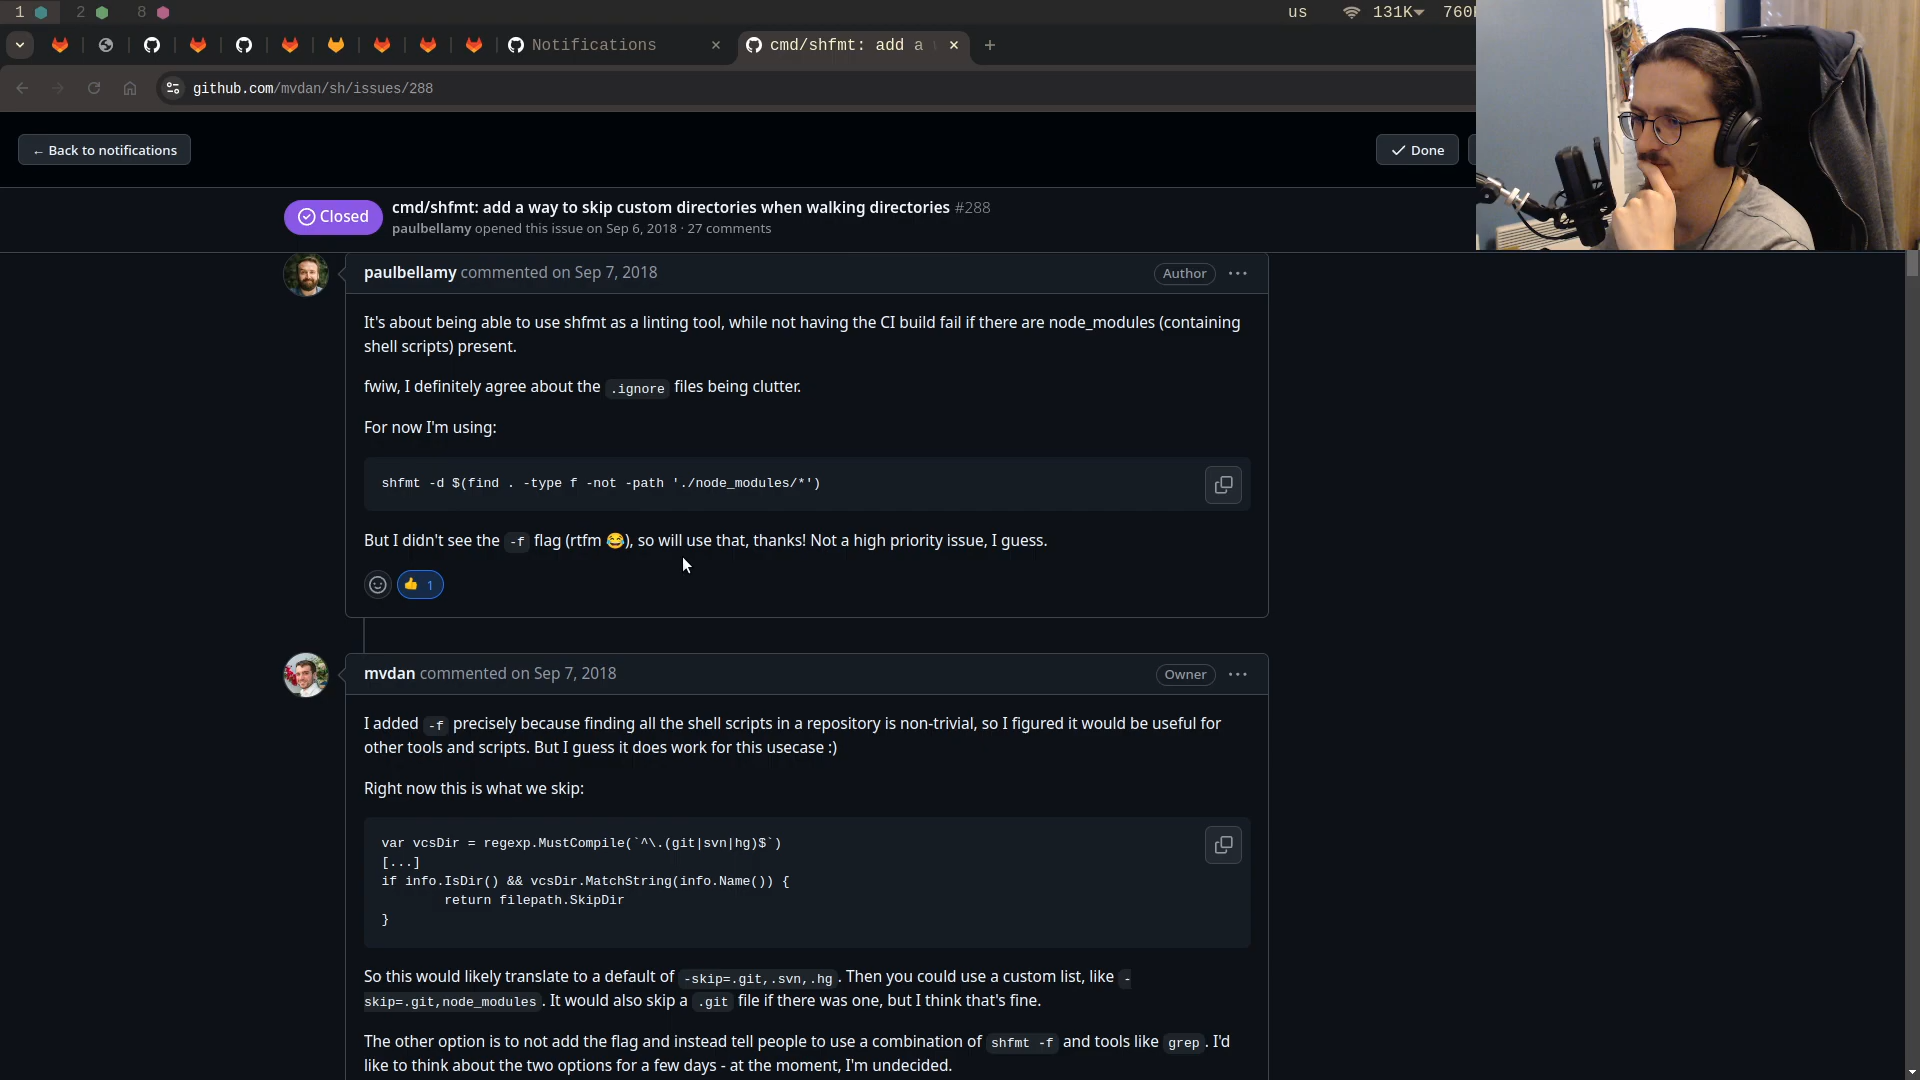 1 2 8 us 131K 760
Notifications cmd/shfmt: add a
github.com/mvdan/sh/issues/288
← Back to notifications Done
Closed cmd/shfmt: add a way to skip custom directories when walking directories #288
paulbellamy opened this issue on Sep 6, 2018 · 27 comments
paulbellamy commented on Sep 7, 2018 Author
It's about being able to use shfmt as a linting tool, while not having the CI build fail if there are node_modules (containing
shell scripts) present.
fwiw, I definitely agree about the .ignore files being clutter.
For now I'm using:
shfmt -d $(find . -type f -not -path './node_modules/*')
But I didn't see the -f flag (rtfm 😂), so will use that, thanks! Not a high priority issue, I guess.
👍 1
mvdan commented on Sep 7, 2018 Owner
I added -f precisely because finding all the shell scripts in a repository is non-trivial, so I figured it would be useful for
other tools and scripts. But I guess it does work for this usecase :)
Right now this is what we skip:
var vcsDir = regexp.MustCompile(`^\.(git|svn|hg)$`)
[...]
if info.IsDir() && vcsDir.MatchString(info.Name()) {
return filepath.SkipDir
}
So this would likely translate to a default of -skip=.git,.svn,.hg. Then you could use a custom list, like -
skip=.git,node_modules. It would also skip a .git file if there was one, but I think that's fine.
The other option is to not add the flag and instead tell people to use a combination of shfmt -f and tools like grep. I'd
like to think about the two options for a few days - at the moment, I'm undecided.